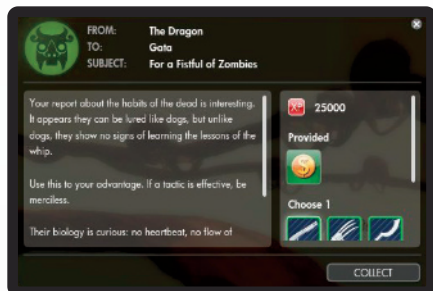 FROM: The Dragon
TO: Gata
SUBJECT: For a Fistful of Zombies
Your report about the habits of the dead is interesting.
It appears they can be lured like dogs, but unlike
dogs, they show no signs of learning the lessons of the
whip.
Use this to your advantage. If a tactic is effective, be
merciless.
Their biology is curious: no heartbeat, no flow of
XP 25000
Provided
Choose 1
COLLECT